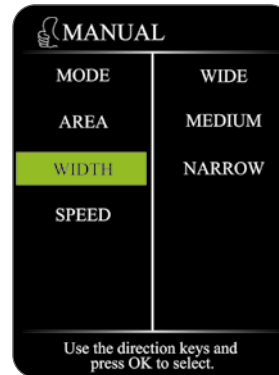 MANUAL
MODE
AREA
WIDTH
SPEED
WIDE
MEDIUM
NARROW
Use the direction keys and
press OK to select.